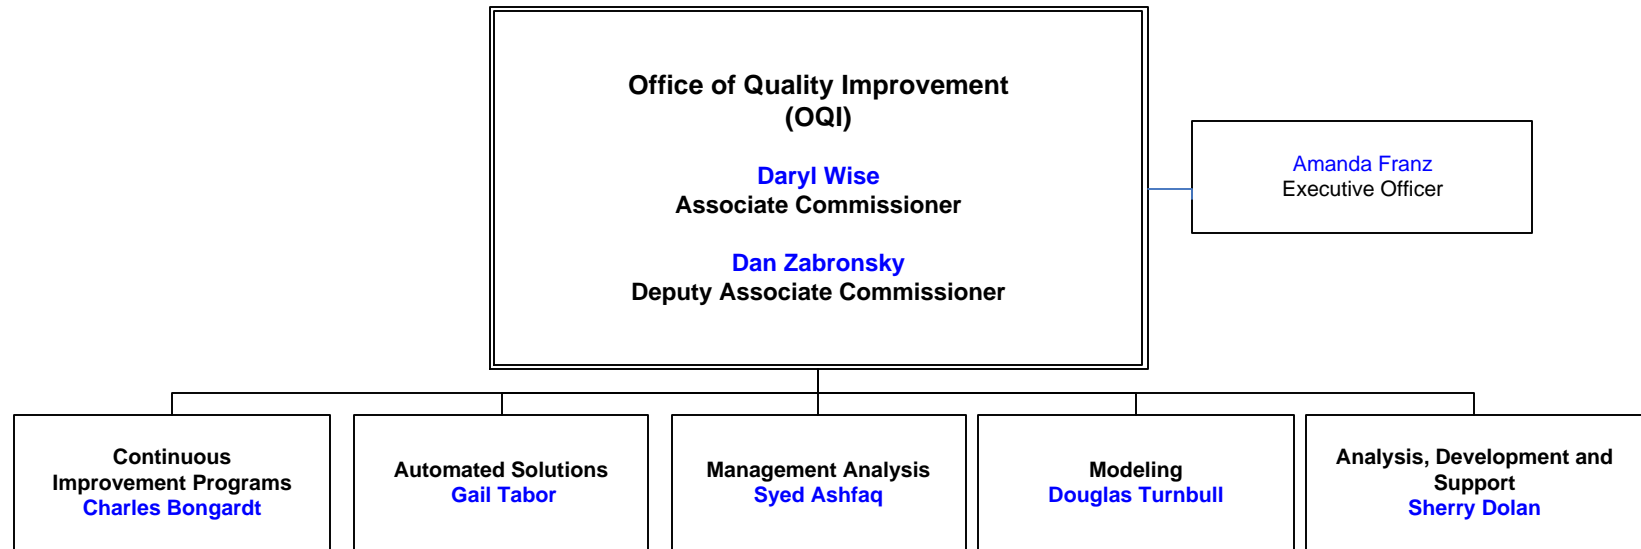 Office of Quality Improvement
(OQI)
Daryl Wise
Associate Commissioner
Dan Zabronsky
Deputy Associate Commissioner
Amanda Franz
Executive Officer
Continuous
Improvement Programs
Charles Bongardt
Automated Solutions
Gail Tabor
Management Analysis
Syed Ashfaq
Modeling
Douglas Turnbull
Analysis, Development and
Support
Sherry Dolan